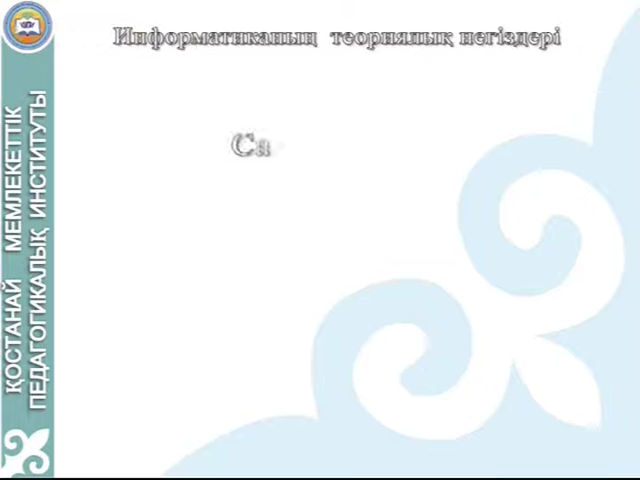 Информатиканың теориялық негіздері
Са
ҚОСТАНАЙ МЕМЛЕКЕТТІК
ПЕДАГОГИКАЛЫҚ ИНСТИТУТЫ